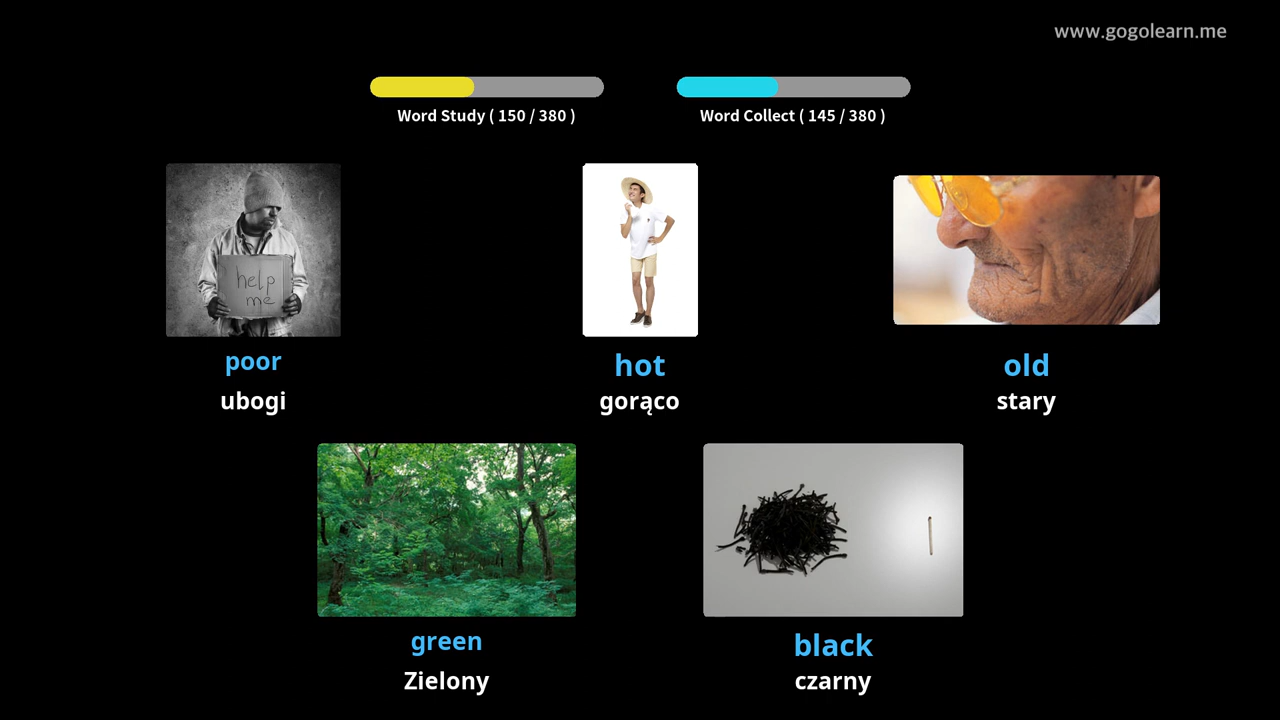 www.gogolearn.me
Word Study ( 150 / 380 )
Word Collect ( 145 / 380 )
help
me
poor
ubogi
hot
gorąco
old
stary
green
Zielony
black
czarny